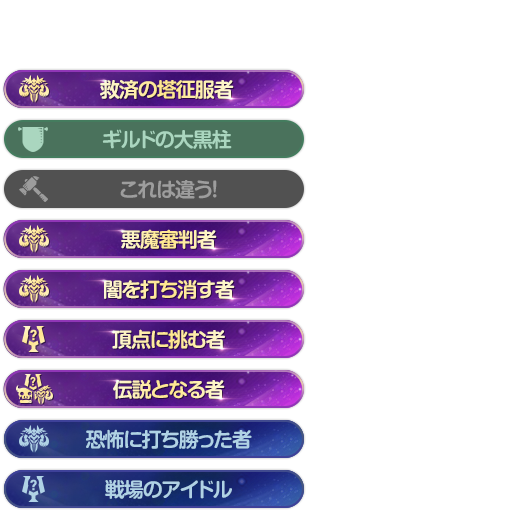 救済の塔征服者
ギルドの大黒柱
これは違う!
悪魔審判者
闇を打ち消す者
頂点に挑む者
伝説となる者
恐怖に打ち勝った者
戦場のアイドル